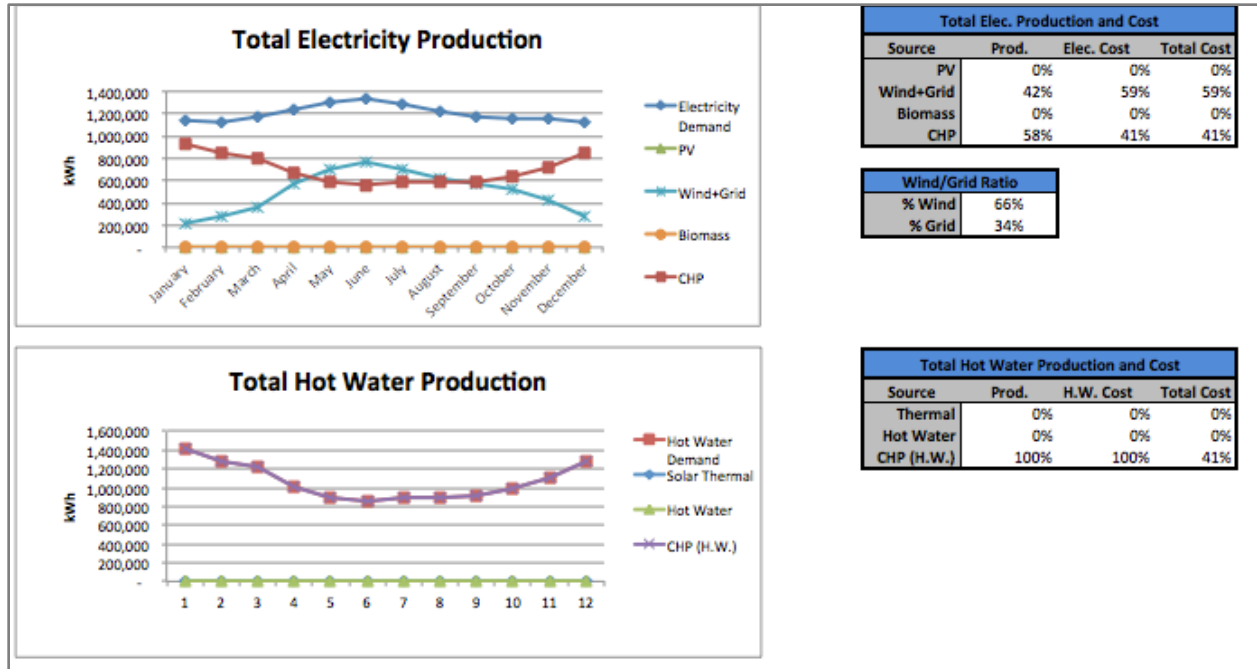 Total Electricity Production
1,400,000
1,200,000
1,000,000
800,000
600,000
400,000
200,000
-
kWh
January
February
March
April
May
June
July
August
September
October
November
December
Electricity
Demand
PV
Wind+Grid
Biomass
CHP
Total Elec. Production and Cost
Source Prod. Elec. Cost Total Cost
PV 0% 0% 0%
Wind+Grid 42% 59% 59%
Biomass 0% 0% 0%
CHP 58% 41% 41%
Wind/Grid Ratio
% Wind 66%
% Grid 34%
Total Hot Water Production
1,600,000
1,400,000
1,200,000
1,000,000
800,000
600,000
400,000
200,000
-
kWh
1 2 3 4 5 6 7 8 9 10 11 12
Hot Water
Demand
Solar Thermal
Hot Water
CHP (H.W.)
Total Hot Water Production and Cost
Source Prod. H.W. Cost Total Cost
Thermal 0% 0% 0%
Hot Water 0% 0% 0%
CHP (H.W.) 100% 100% 41%